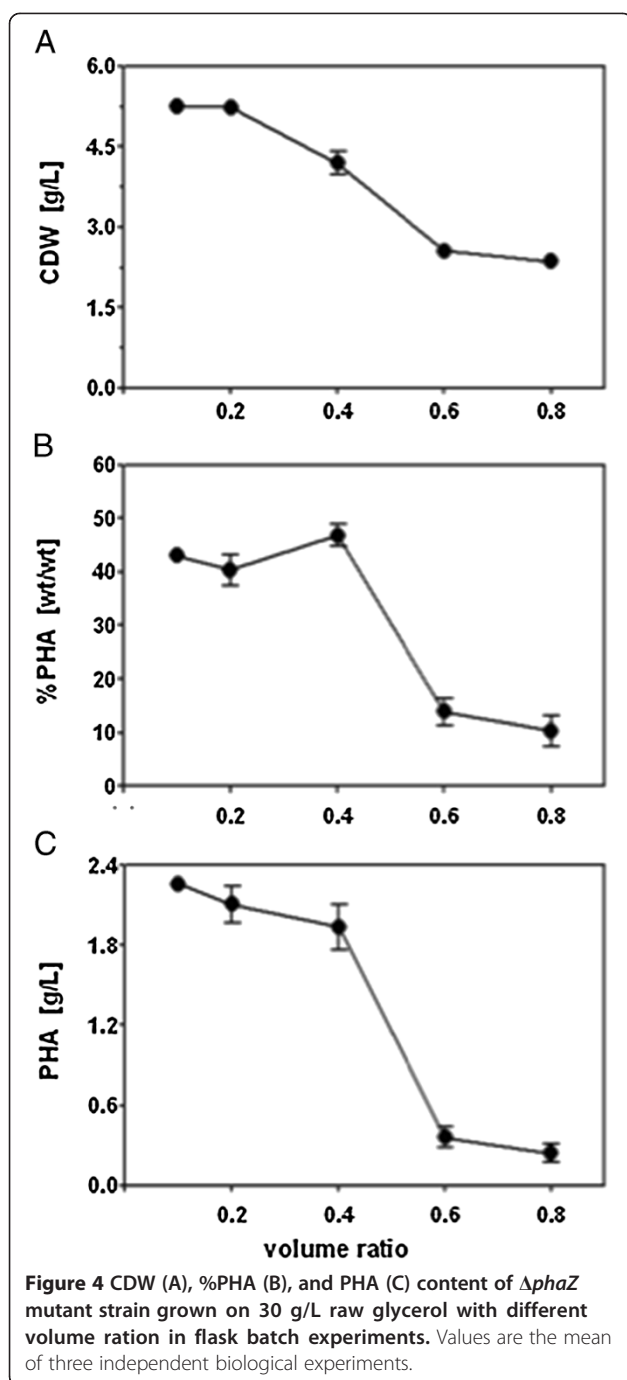 A
6.0
4.5
3.0
1.5
0.0
CDW [g/L]
0.2 0.4 0.6 0.8
B
60
50
40
30
20
10
0
%PHA [wt/wt]
0.2 0.4 0.6 0.8
C
2.4
1.8
1.2
0.6
0.0
PHA [g/L]
0.2 0.4 0.6 0.8
volume ratio
Figure 4 CDW (A), %PHA (B), and PHA (C) content of ΔphaZ
mutant strain grown on 30 g/L raw glycerol with different
volume ration in flask batch experiments. Values are the mean
of three independent biological experiments.